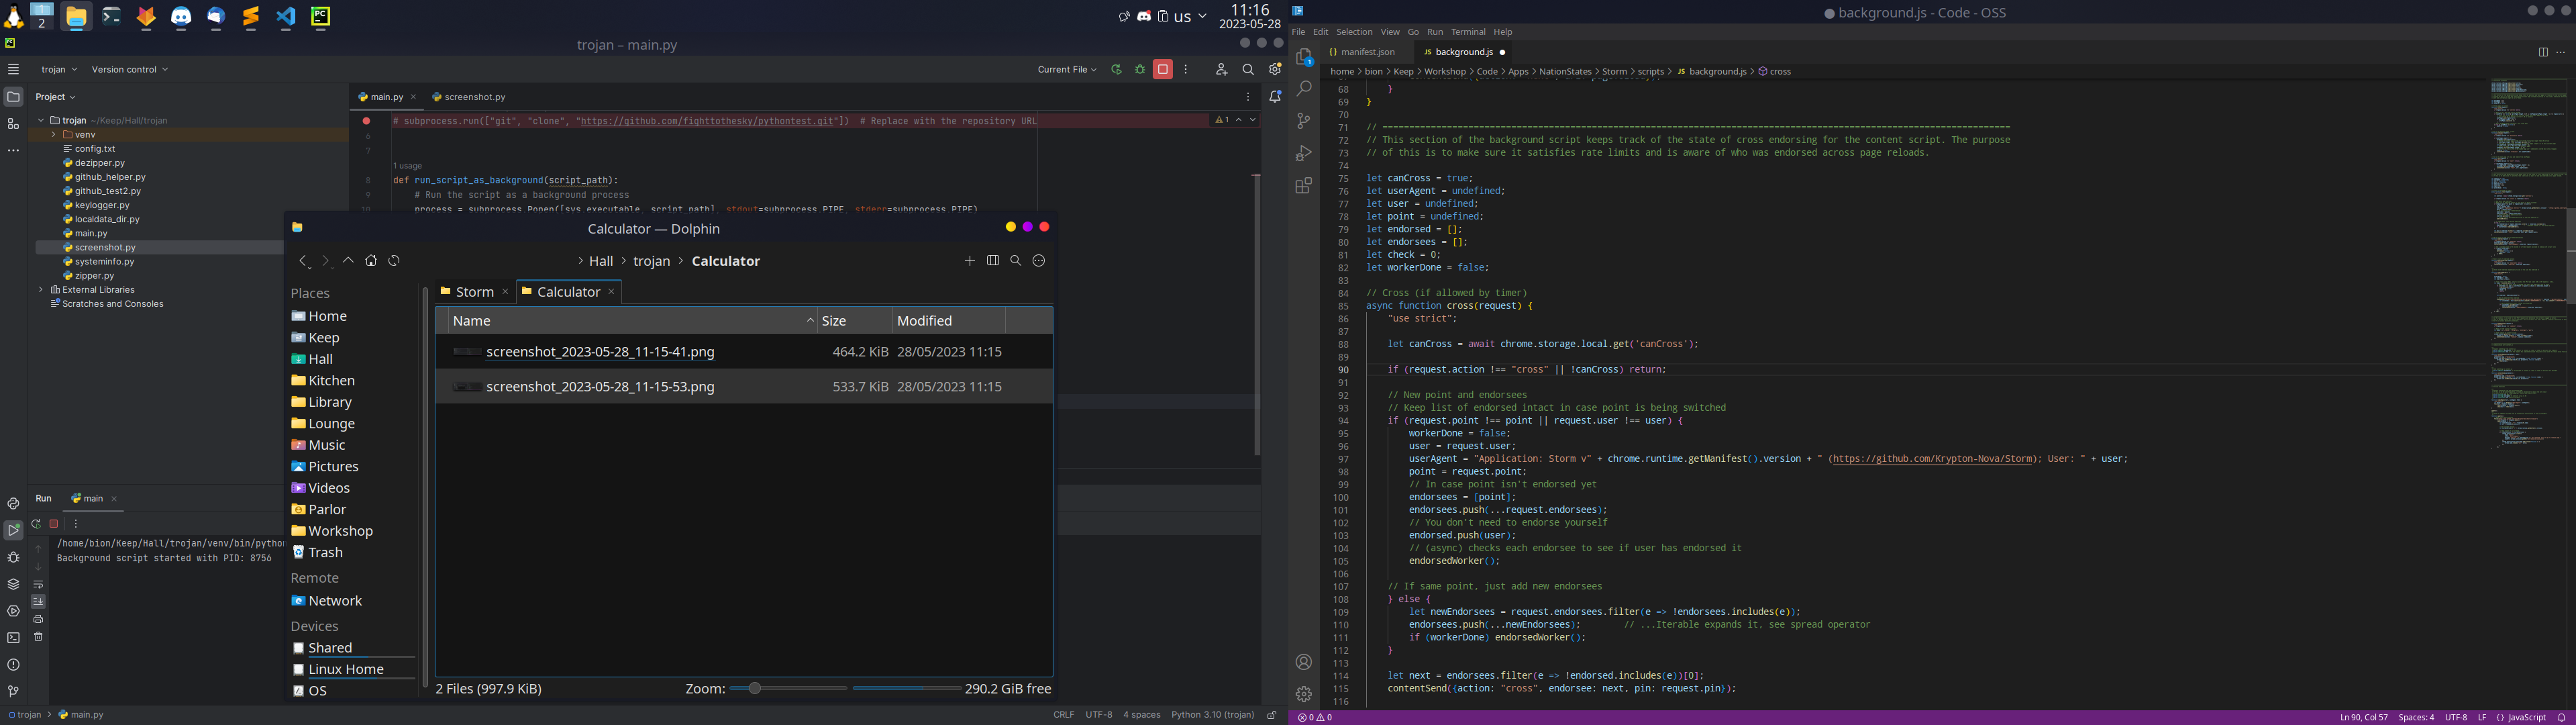 1
2
us
11:16
2023-05-28
trojan – main.py
trojan
Version control
Current File
Project
main.py
screenshot.py
trojan ~/Keep/Hall/trojan
venv
config.txt
dezipper.py
github_helper.py
github_test2.py
keylogger.py
localdata_dir.py
main.py
screenshot.py
systeminfo.py
zipper.py
External Libraries
Scratches and Consoles
# subprocess.run(["git", "clone", "https://github.com/fighttothesky/pythontest.git"])  # Replace with the repository URL
1
6
7
1 usage
8 def run_script_as_background(script_path):
9     # Run the script as a background process
10     process = subprocess.Popen([sys.executable, script_path], stdout=subprocess.PIPE, stderr=subprocess.PIPE)
Run
main
/home/bion/Keep/Hall/trojan/venv/bin/python
Background script started with PID: 8756
trojan > main.py
CRLF UTF-8 4 spaces Python 3.10 (trojan)
Calculator — Dolphin
Hall > trojan > Calculator
Places
Home
Keep
Hall
Kitchen
Library
Lounge
Music
Pictures
Videos
Parlor
Workshop
Trash
Remote
Network
Devices
Shared
Linux Home
OS
Storm
Calculator
Name Size Modified
screenshot_2023-05-28_11-15-41.png 464.2 KiB 28/05/2023 11:15
screenshot_2023-05-28_11-15-53.png 533.7 KiB 28/05/2023 11:15
2 Files (997.9 KiB)
Zoom:
290.2 GiB free
● background.js - Code - OSS
File Edit Selection View Go Run Terminal Help
manifest.json
JS background.js
home > bion > Keep > Workshop > Code > Apps > NationStates > Storm > scripts > JS background.js > cross
68     }
69 }
70
71 // ==================================================================================================================
72 // This section of the background script keeps track of the state of cross endorsing for the content script. The purpose
73 // of this is to make sure it satisfies rate limits and is aware of who was endorsed across page reloads.
74
75 let canCross = true;
76 let userAgent = undefined;
77 let user = undefined;
78 let point = undefined;
79 let endorsed = [];
80 let endorsees = [];
81 let check = 0;
82 let workerDone = false;
83
84 // Cross (if allowed by timer)
85 async function cross(request) {
86     "use strict";
87
88     let canCross = await chrome.storage.local.get('canCross');
89
90     if (request.action !== "cross" || !canCross) return;
91
92     // New point and endorsees
93     // Keep list of endorsed intact in case point is being switched
94     if (request.point !== point || request.user !== user) {
95         workerDone = false;
96         user = request.user;
97         userAgent = "Application: Storm v" + chrome.runtime.getManifest().version + " (https://github.com/Krypton-Nova/Storm); User: " + user;
98         point = request.point;
99         // In case point isn't endorsed yet
100         endorsees = [point];
101         endorsees.push(...request.endorsees);
102         // You don't need to endorse yourself
103         endorsed.push(user);
104         // (async) checks each endorsee to see if user has endorsed it
105         endorsedWorker();
106
107     // If same point, just add new endorsees
108     } else {
109         let newEndorsees = request.endorsees.filter(e => !endorsees.includes(e));
110         endorsees.push(...newEndorsees);        // ...Iterable expands it, see spread operator
111         if (workerDone) endorsedWorker();
112     }
113
114     let next = endorsees.filter(e => !endorsed.includes(e))[0];
115     contentSend({action: "cross", endorsee: next, pin: request.pin});
116
0 0
Ln 90, Col 57 Spaces: 4 UTF-8 LF JavaScript